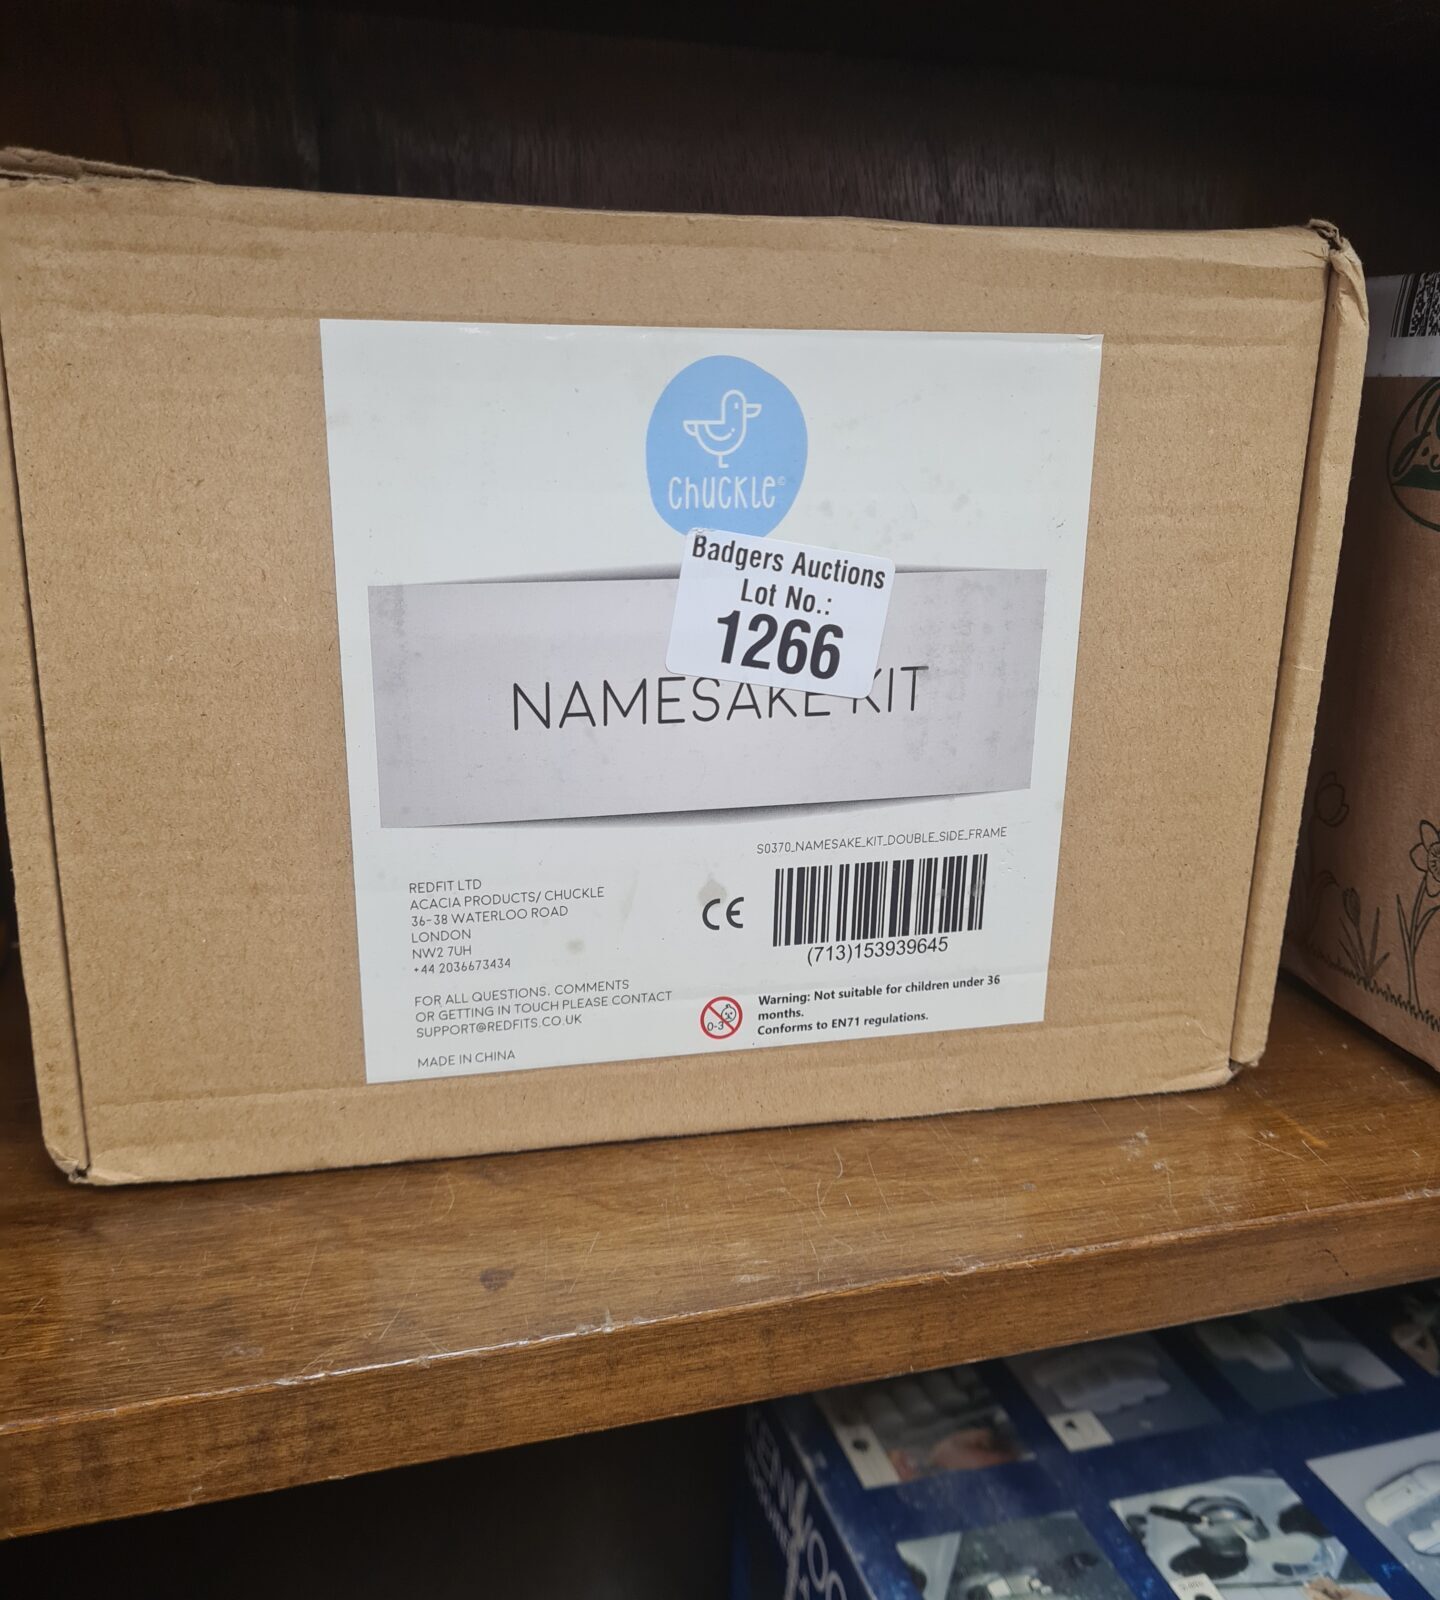 Chuckle
Badgers Auctions
Lot No.:
1266
NAMESAKE KIT
S0370_NAMESAKE_KIT_DOUBLE_SIDE_FRAME
REDFIT LTD
ACACIA PRODUCTS/ CHUCKLE
36-38 WATERLOO ROAD
LONDON
NW2 7UH
+44 2036673434
CE
(713)153939645
FOR ALL QUESTIONS, COMMENTS
OR GETTING IN TOUCH PLEASE CONTACT
SUPPORT@REDFITS.CO.UK
0-3
Warning: Not suitable for children under 36
months.
Conforms to EN71 regulations.
MADE IN CHINA